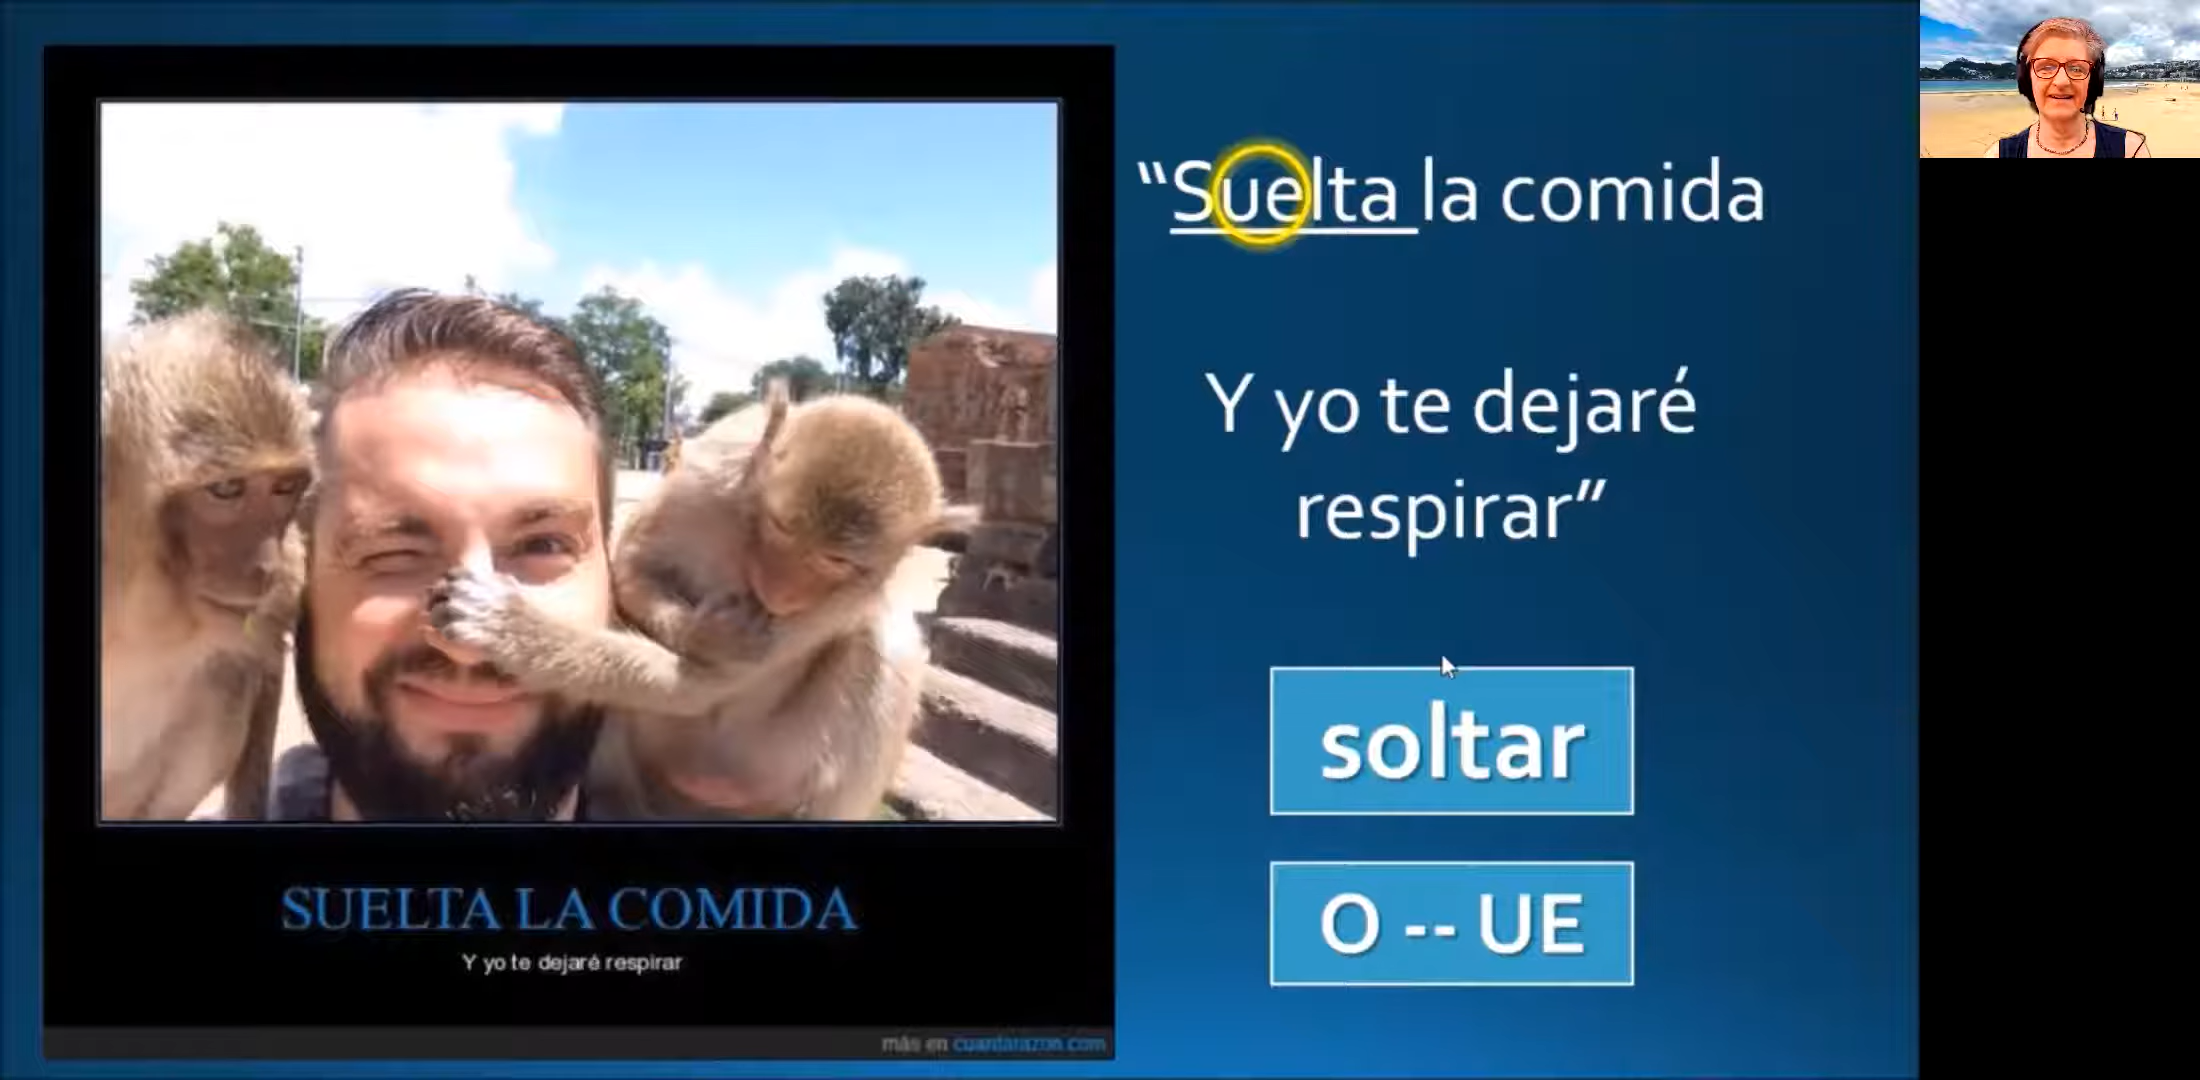 SUELTA LA COMIDA
Y yo te dejaré respirar
más en cuantarazon.com
“Suelta la comida
Y yo te dejaré
respirar”
soltar
O -- UE